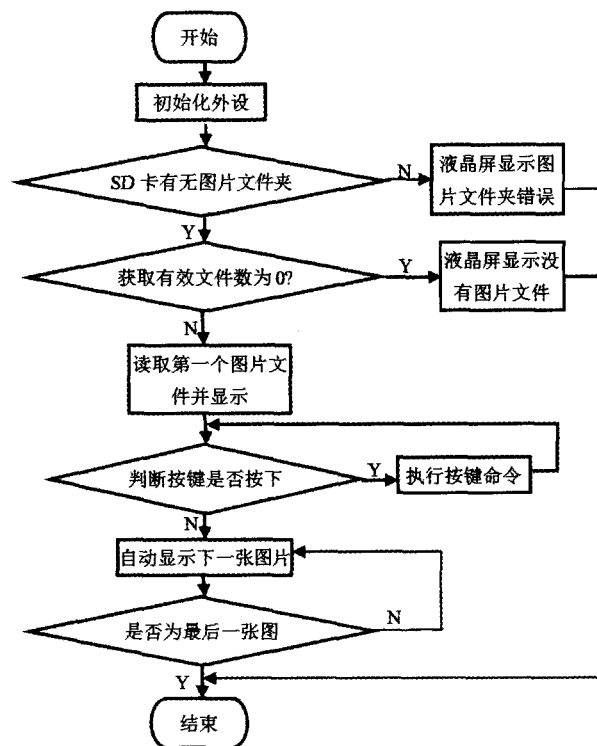 开始
初始化外设
SD 卡有无图片文件夹
N
液晶屏显示图
片文件夹错误
Y
获取有效文件数为 0?
Y
液晶屏显示没
有图片文件
N
读取第一个图片文
件并显示
判断按键是否按下
Y
执行按键命令
N
自动显示下一张图片
是否为最后一张图
N
Y
结束